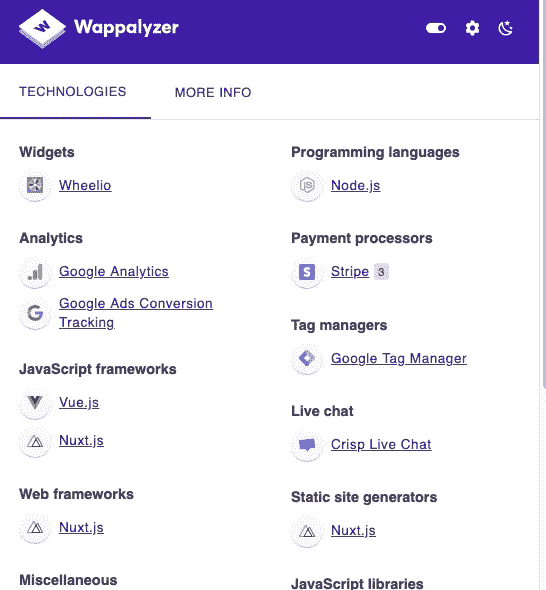 Wappalyzer
TECHNOLOGIES
MORE INFO
Widgets
Wheelio
Analytics
Google Analytics
Google Ads Conversion
Tracking
JavaScript frameworks
Vue.js
Nuxt.js
Web frameworks
Nuxt.js
Miscellaneous
Programming languages
Node.js
Payment processors
Stripe 3
Tag managers
Google Tag Manager
Live chat
Crisp Live Chat
Static site generators
Nuxt.js
JavaScript libraries